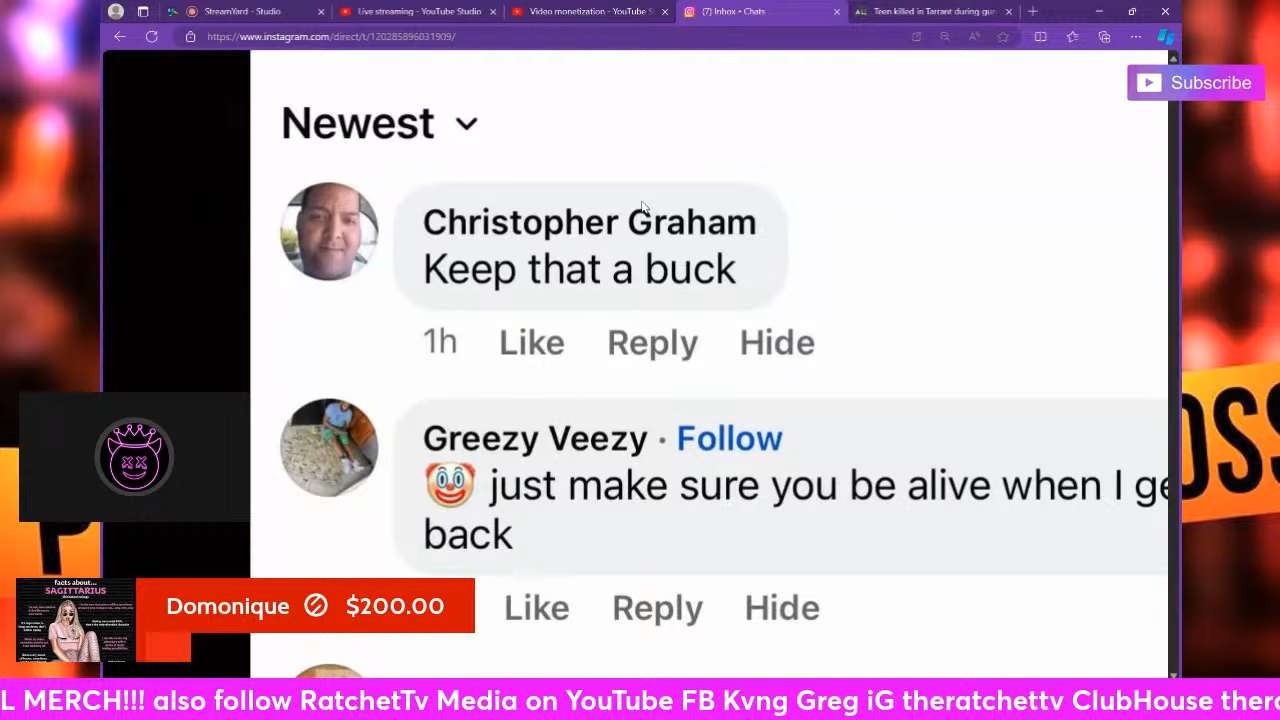 StreamYard - Studio
Live streaming - YouTube Studio
Video monetization - YouTube S
(7) Inbox • Chats
Teen killed in Tarrant during gun
https://www.instagram.com/direct/t/120285896031909/
Subscribe
Newest
Christopher Graham
Keep that a buck
1h Like Reply Hide
Greezy Veezy · Follow
🤡 just make sure you be alive when I ge
back
Like Reply Hide
facts about...
SAGITTARIUS
Domonique $200.00
L MERCH!!! also follow RatchetTv Media on YouTube FB Kvng Greg iG theratchettv ClubHouse thera